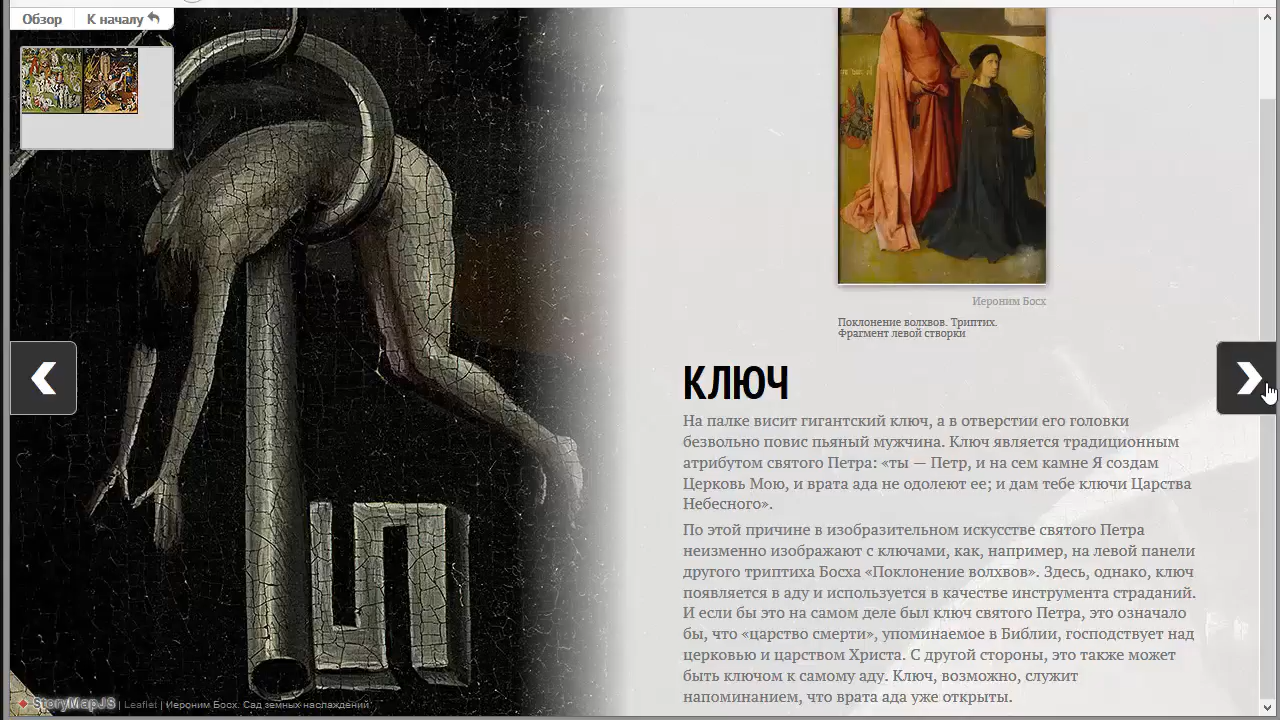 Обзор
К началу
Иероним Босх
Поклонение волхвов. Триптих.
Фрагмент левой створки
КЛЮЧ
На палке висит гигантский ключ, а в отверстии его головки
безвольно повис пьяный мужчина. Ключ является традиционным
атрибутом святого Петра: «ты — Петр, и на сем камне Я создам
Церковь Мою, и врата ада не одолеют ее; и дам тебе ключи Царства
Небесного».
По этой причине в изобразительном искусстве святого Петра
неизменно изображают с ключами, как, например, на левой панели
другого триптиха Босха «Поклонение волхвов». Здесь, однако, ключ
появляется в аду и используется в качестве инструмента страданий.
И если бы это на самом деле был ключ святого Петра, это означало
бы, что «царство смерти», упоминаемое в Библии, господствует над
церковью и царством Христа. С другой стороны, это также может
быть ключом к самому аду. Ключ, возможно, служит
напоминанием, что врата ада уже открыты.
StoryMapJS | Leaflet | Иероним Босх. Сад земных наслаждений